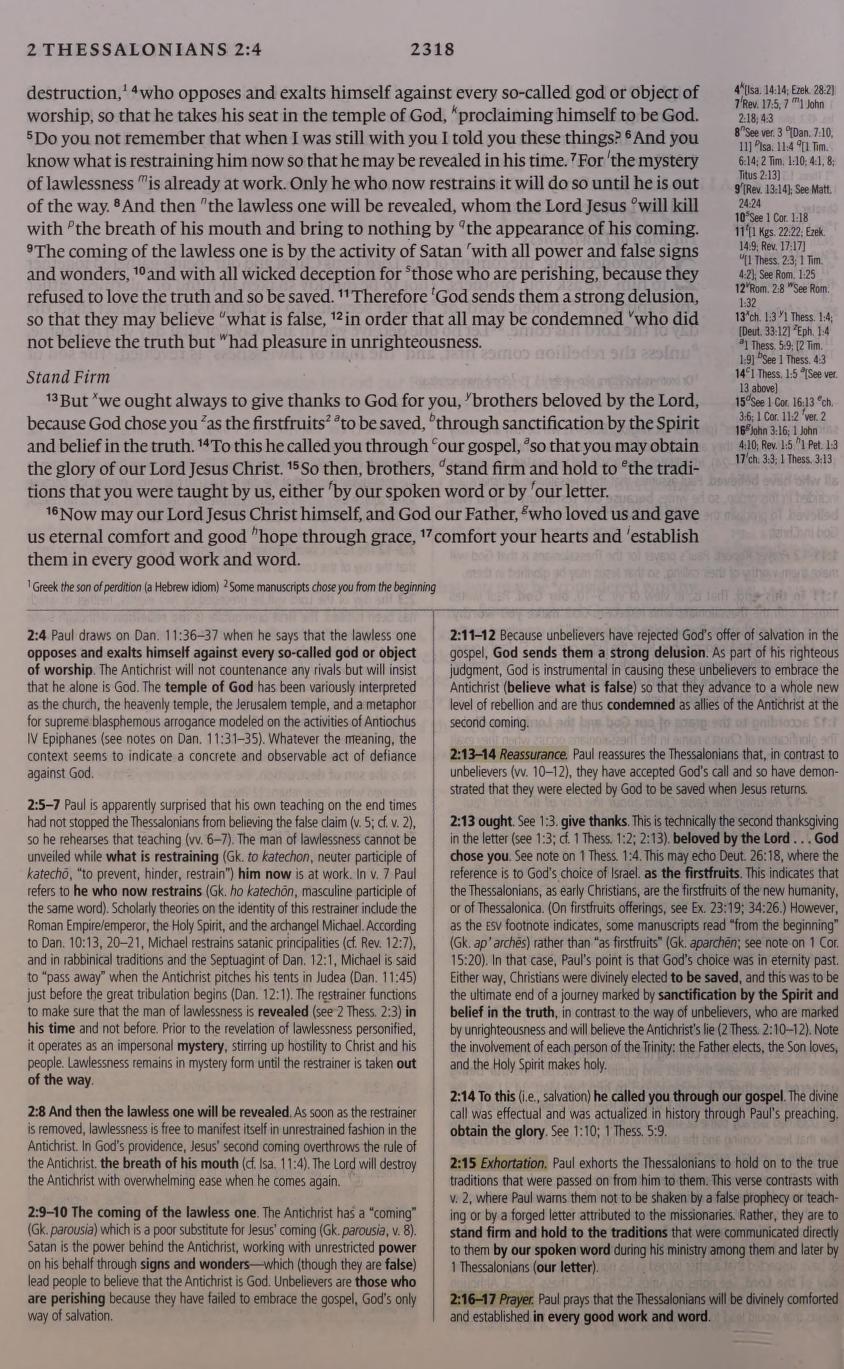 2 THESSALONIANS 2:4
2318
destruction,¹ ⁴who opposes and exalts himself against every so-called god or object of
worship, so that he takes his seat in the temple of God, ᵏproclaiming himself to be God.
⁵Do you not remember that when I was still with you I told you these things? ⁶And you
know what is restraining him now so that he may be revealed in his time. ⁷For ˡthe mystery
of lawlessness ᵐis already at work. Only he who now restrains it will do so until he is out
of the way. ⁸And then ⁿthe lawless one will be revealed, whom the Lord Jesus ᵒwill kill
with ᵖthe breath of his mouth and bring to nothing by ᑫthe appearance of his coming.
⁹The coming of the lawless one is by the activity of Satan ʳwith all power and false signs
and wonders, ¹⁰and with all wicked deception for ˢthose who are perishing, because they
refused to love the truth and so be saved. ¹¹Therefore ᵗGod sends them a strong delusion,
so that they may believe ᵘwhat is false, ¹²in order that all may be condemned ᵛwho did
not believe the truth but ʷhad pleasure in unrighteousness.
Stand Firm
¹³But ˣwe ought always to give thanks to God for you, ʸbrothers beloved by the Lord,
because God chose you ᶻas the firstfruits² ᵃto be saved, ᵇthrough sanctification by the Spirit
and belief in the truth. ¹⁴To this he called you through ᶜour gospel, ᵃso that you may obtain
the glory of our Lord Jesus Christ. ¹⁵So then, brothers, ᵈstand firm and hold to ᵉthe tradi-
tions that you were taught by us, either ᶠby our spoken word or by ᶠour letter.
¹⁶Now may our Lord Jesus Christ himself, and God our Father, ᵍwho loved us and gave
us eternal comfort and good ʰhope through grace, ¹⁷comfort your hearts and ⁱestablish
them in every good work and word.
¹ Greek the son of perdition (a Hebrew idiom) ² Some manuscripts chose you from the beginning
4ᵏ[Isa. 14:14; Ezek. 28:2]
7ˡRev. 17:5, 7 ᵐ1 John
2:18; 4:3
8ⁿSee ver. 3 ᵒ[Dan. 7:10,
11] ᵖIsa. 11:4 ᑫ[1 Tim.
6:14; 2 Tim. 1:10; 4:1, 8;
Titus 2:13]
9ʳ[Rev. 13:14]; See Matt.
24:24
10ˢSee 1 Cor. 1:18
11ᵗ[1 Kgs. 22:22; Ezek.
14:9; Rev. 17:17]
ᵘ[1 Thess. 2:3; 1 Tim.
4:2]; See Rom. 1:25
12ᵛRom. 2:8 ʷSee Rom.
1:32
13ˣch. 1:3 ʸ1 Thess. 1:4;
[Deut. 33:12] ᶻEph. 1:4
ᵃ1 Thess. 5:9; [2 Tim.
1:9] ᵇSee 1 Thess. 4:3
14ᶜ1 Thess. 1:5 ᵃ[See ver.
13 above]
15ᵈSee 1 Cor. 16:13 ᵉch.
3:6; 1 Cor. 11:2 ᶠver. 2
16ᵍJohn 3:16; 1 John
4:10; Rev. 1:5 ʰ1 Pet. 1:3
17ⁱch. 3:3; 1 Thess. 3:13
2:4 Paul draws on Dan. 11:36–37 when he says that the lawless one
opposes and exalts himself against every so-called god or object
of worship. The Antichrist will not countenance any rivals but will insist
that he alone is God. The temple of God has been variously interpreted
as the church, the heavenly temple, the Jerusalem temple, and a metaphor
for supreme blasphemous arrogance modeled on the activities of Antiochus
IV Epiphanes (see notes on Dan. 11:31–35). Whatever the meaning, the
context seems to indicate a concrete and observable act of defiance
against God.
2:5–7 Paul is apparently surprised that his own teaching on the end times
had not stopped the Thessalonians from believing the false claim (v. 5; cf. v. 2),
so he rehearses that teaching (vv. 6–7). The man of lawlessness cannot be
unveiled while what is restraining (Gk. to katechon, neuter participle of
katechō, "to prevent, hinder, restrain") him now is at work. In v. 7 Paul
refers to he who now restrains (Gk. ho katechōn, masculine participle of
the same word). Scholarly theories on the identity of this restrainer include the
Roman Empire/emperor, the Holy Spirit, and the archangel Michael. According
to Dan. 10:13, 20–21, Michael restrains satanic principalities (cf. Rev. 12:7),
and in rabbinical traditions and the Septuagint of Dan. 12:1, Michael is said
to "pass away" when the Antichrist pitches his tents in Judea (Dan. 11:45)
just before the great tribulation begins (Dan. 12:1). The restrainer functions
to make sure that the man of lawlessness is revealed (see 2 Thess. 2:3) in
his time and not before. Prior to the revelation of lawlessness personified,
it operates as an impersonal mystery, stirring up hostility to Christ and his
people. Lawlessness remains in mystery form until the restrainer is taken out
of the way.
2:8 And then the lawless one will be revealed. As soon as the restrainer
is removed, lawlessness is free to manifest itself in unrestrained fashion in the
Antichrist. In God's providence, Jesus' second coming overthrows the rule of
the Antichrist. the breath of his mouth (cf. Isa. 11:4). The Lord will destroy
the Antichrist with overwhelming ease when he comes again.
2:9–10 The coming of the lawless one. The Antichrist has a "coming"
(Gk. parousia) which is a poor substitute for Jesus' coming (Gk. parousia, v. 8).
Satan is the power behind the Antichrist, working with unrestricted power
on his behalf through signs and wonders—which (though they are false)
lead people to believe that the Antichrist is God. Unbelievers are those who
are perishing because they have failed to embrace the gospel, God's only
way of salvation.
2:11–12 Because unbelievers have rejected God's offer of salvation in the
gospel, God sends them a strong delusion. As part of his righteous
judgment, God is instrumental in causing these unbelievers to embrace the
Antichrist (believe what is false) so that they advance to a whole new
level of rebellion and are thus condemned as allies of the Antichrist at the
second coming.
2:13–14 Reassurance. Paul reassures the Thessalonians that, in contrast to
unbelievers (vv. 10–12), they have accepted God's call and so have demon-
strated that they were elected by God to be saved when Jesus returns.
2:13 ought. See 1:3. give thanks. This is technically the second thanksgiving
in the letter (see 1:3; cf. 1 Thess. 1:2; 2:13). beloved by the Lord . . . God
chose you. See note on 1 Thess. 1:4. This may echo Deut. 26:18, where the
reference is to God's choice of Israel. as the firstfruits. This indicates that
the Thessalonians, as early Christians, are the firstfruits of the new humanity,
or of Thessalonica. (On firstfruits offerings, see Ex. 23:19; 34:26.) However,
as the ESV footnote indicates, some manuscripts read "from the beginning"
(Gk. ap' archēs) rather than "as firstfruits" (Gk. aparchēn; see note on 1 Cor.
15:20). In that case, Paul's point is that God's choice was in eternity past.
Either way, Christians were divinely elected to be saved, and this was to be
the ultimate end of a journey marked by sanctification by the Spirit and
belief in the truth, in contrast to the way of unbelievers, who are marked
by unrighteousness and will believe the Antichrist's lie (2 Thess. 2:10–12). Note
the involvement of each person of the Trinity: the Father elects, the Son loves,
and the Holy Spirit makes holy.
2:14 To this (i.e., salvation) he called you through our gospel. The divine
call was effectual and was actualized in history through Paul's preaching.
obtain the glory. See 1:10; 1 Thess. 5:9.
2:15 Exhortation. Paul exhorts the Thessalonians to hold on to the true
traditions that were passed on from him to them. This verse contrasts with
v. 2, where Paul warns them not to be shaken by a false prophecy or teach-
ing or by a forged letter attributed to the missionaries. Rather, they are to
stand firm and hold to the traditions that were communicated directly
to them by our spoken word during his ministry among them and later by
1 Thessalonians (our letter).
2:16–17 Prayer. Paul prays that the Thessalonians will be divinely comforted
and established in every good work and word.